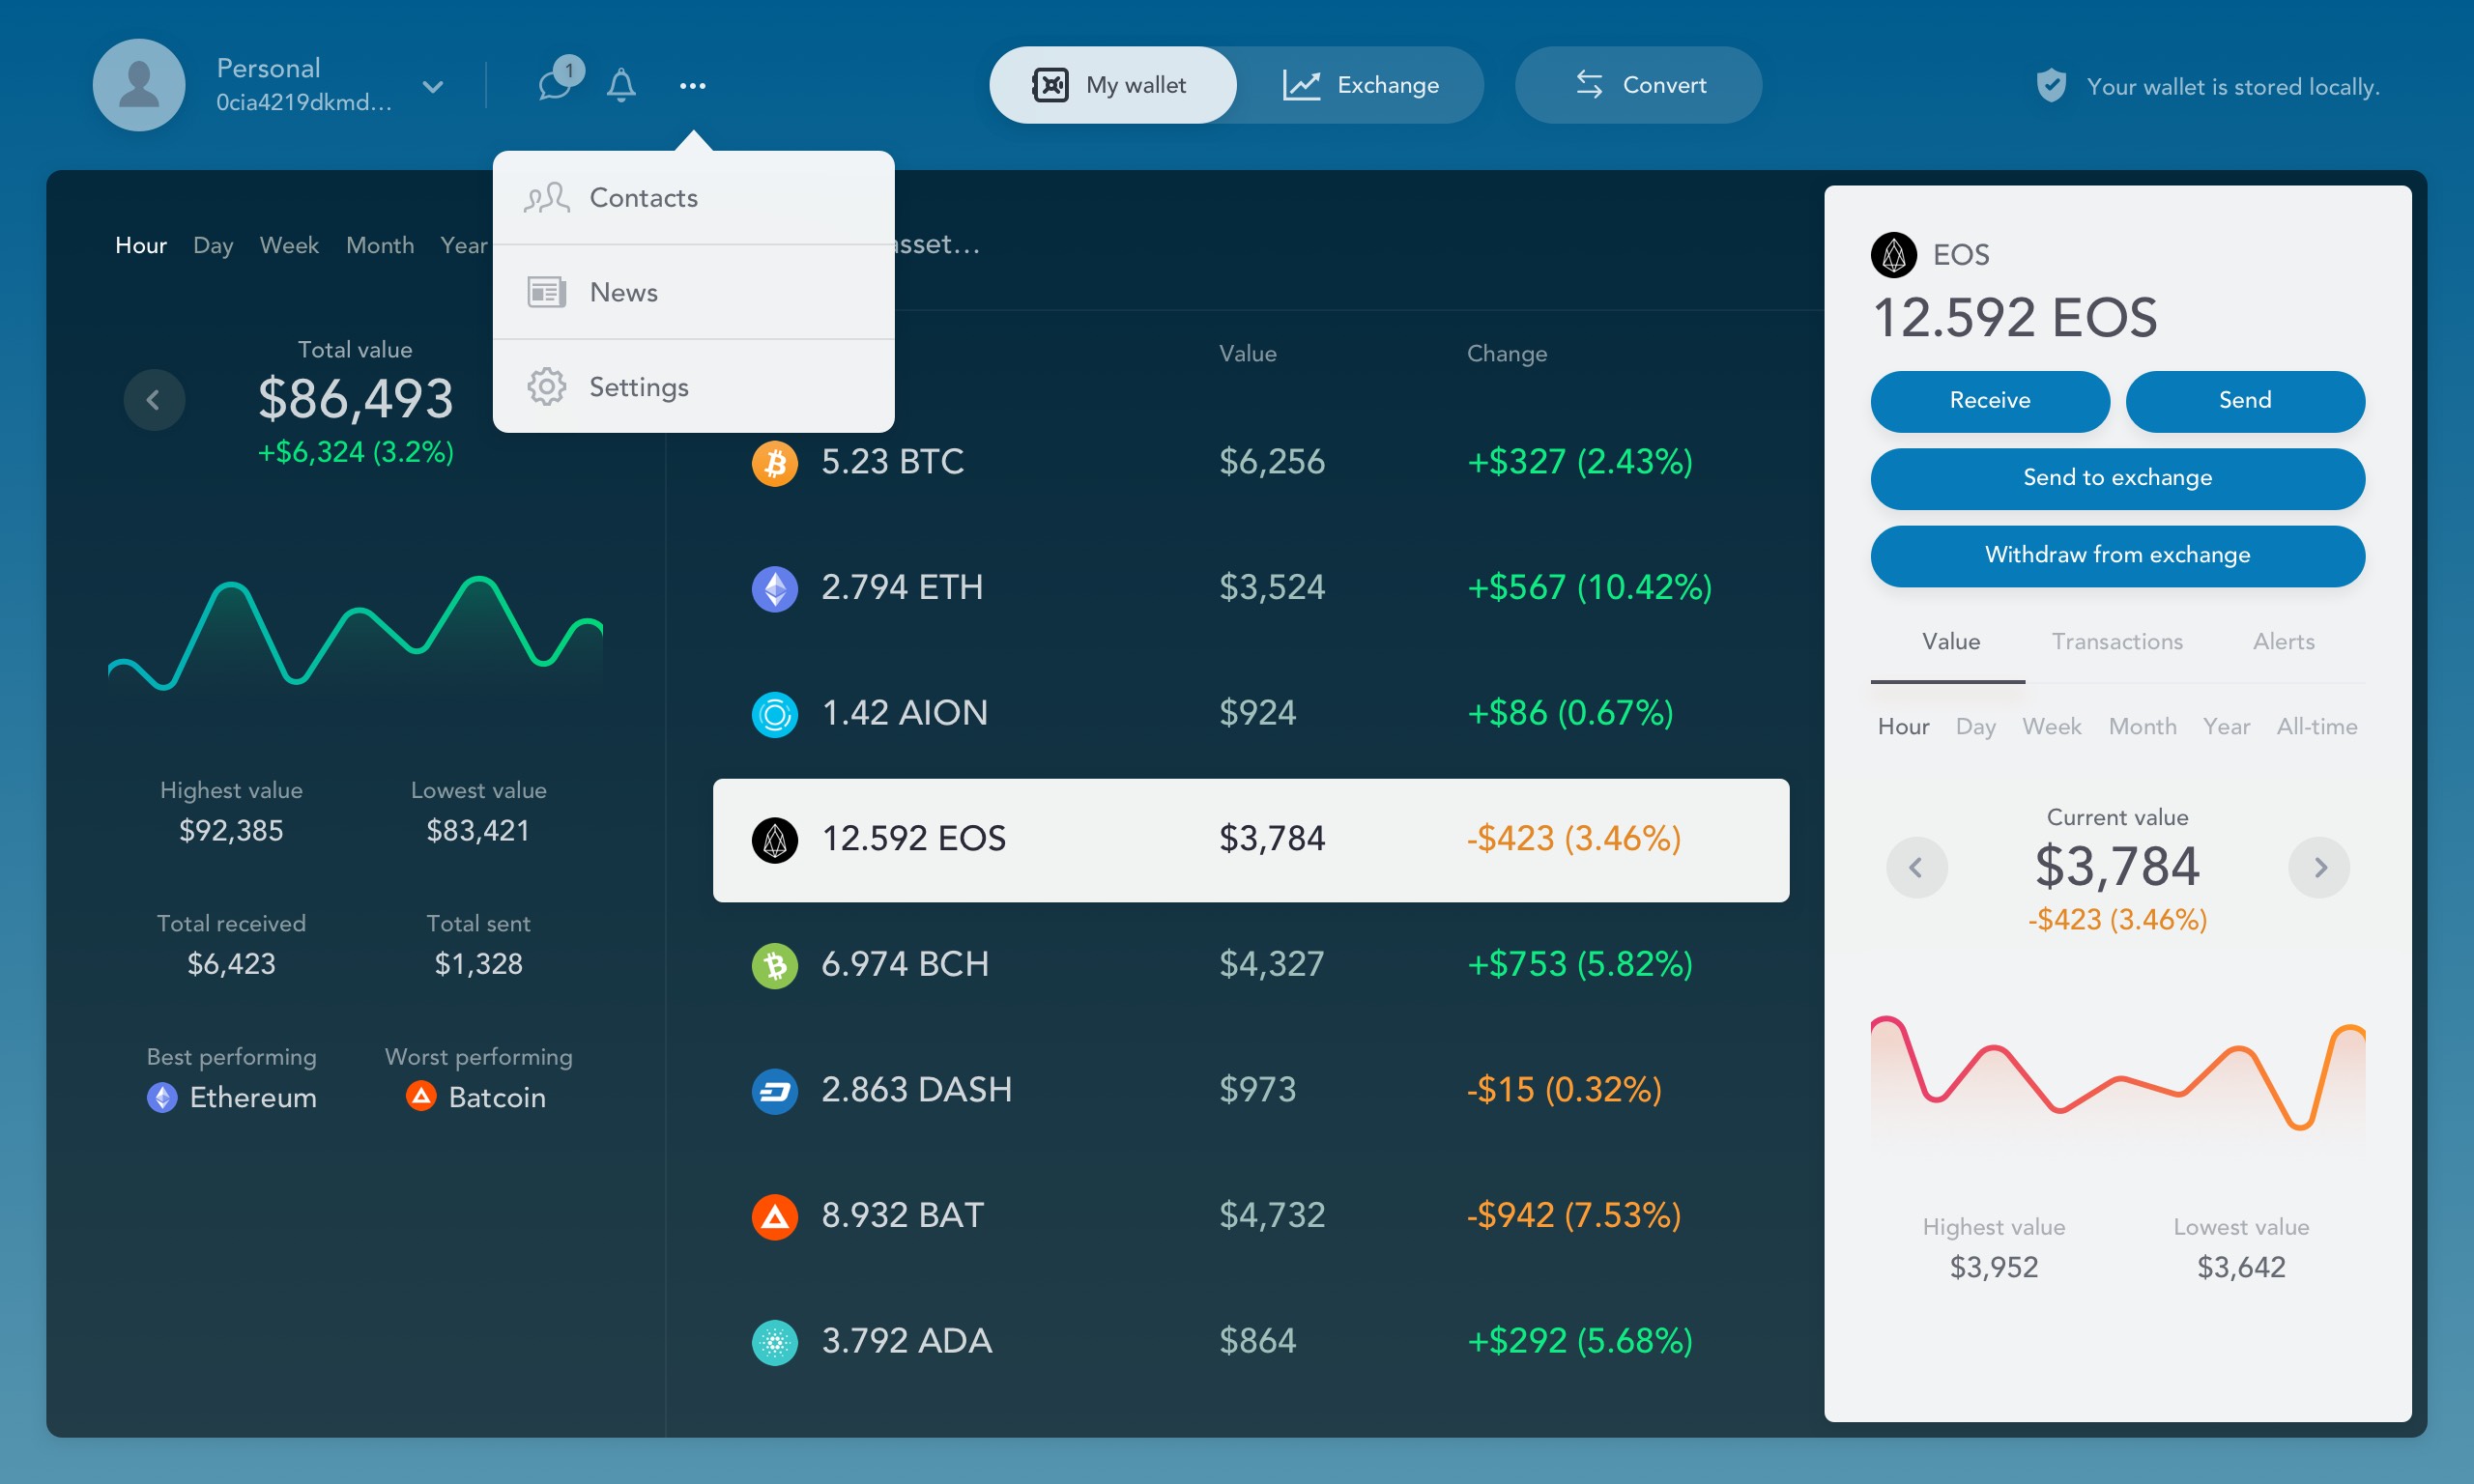 Personal
0cia4219dkmd...
1
My wallet
Exchange
Convert
Your wallet is stored locally.
Contacts
News
Settings
Hour Day Week Month Year
asset...
Total value
$86,493
+$6,324 (3.2%)
Highest value Lowest value
$92,385 $83,421
Total received Total sent
$6,423 $1,328
Best performing Worst performing
Ethereum Batcoin
Value Change
5.23 BTC $6,256 +$327 (2.43%)
2.794 ETH $3,524 +$567 (10.42%)
1.42 AION $924 +$86 (0.67%)
12.592 EOS $3,784 -$423 (3.46%)
6.974 BCH $4,327 +$753 (5.82%)
2.863 DASH $973 -$15 (0.32%)
8.932 BAT $4,732 -$942 (7.53%)
3.792 ADA $864 +$292 (5.68%)
EOS
12.592 EOS
Receive Send
Send to exchange
Withdraw from exchange
Value Transactions Alerts
Hour Day Week Month Year All-time
Current value
$3,784
-$423 (3.46%)
Highest value Lowest value
$3,952 $3,642